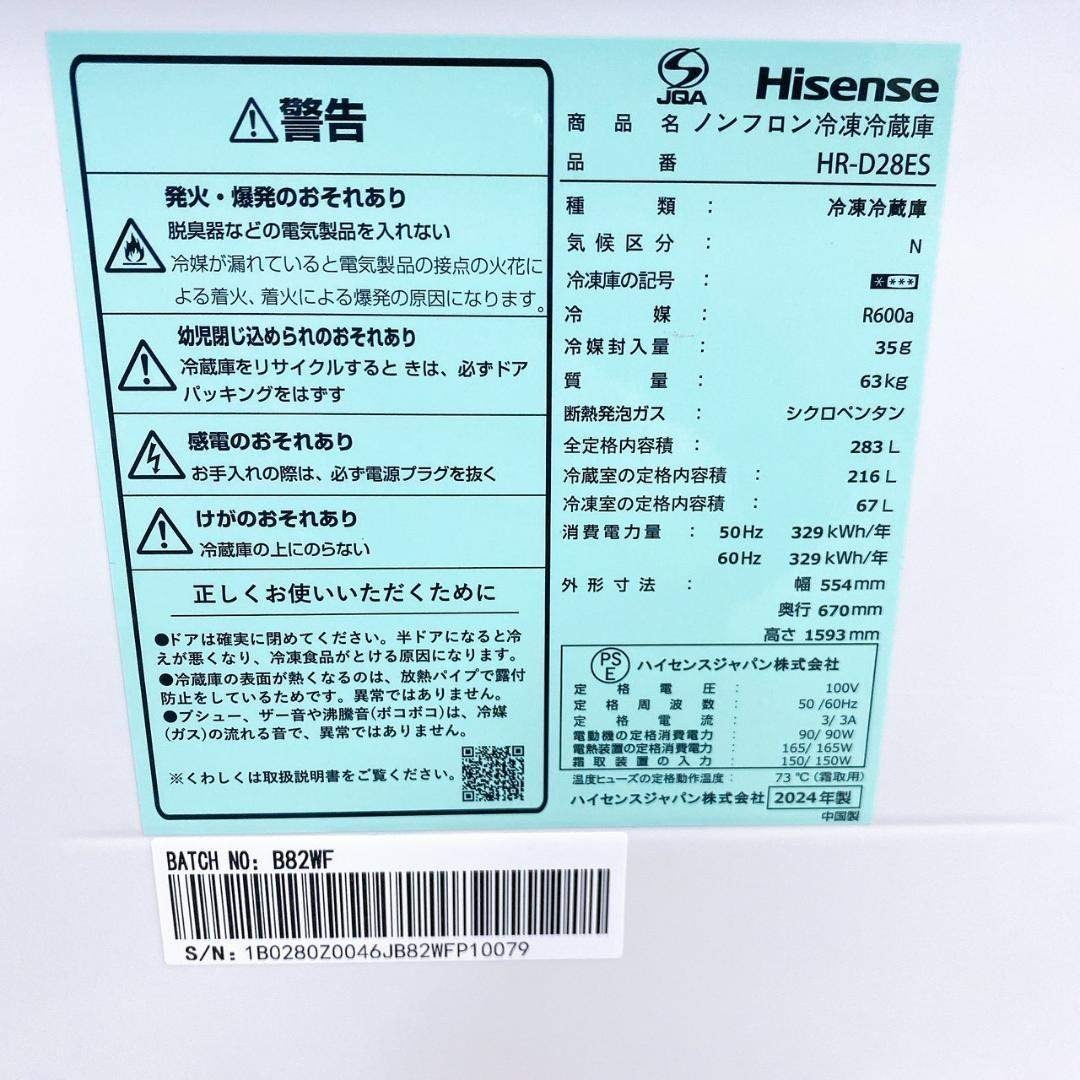 警告
発火・爆発のおそれあり
脱臭器などの電気製品を入れない
冷媒が漏れていると電気製品の接点の火花に
よる着火、着火による爆発の原因になります。
幼児閉じ込められのおそれあり
冷蔵庫をリサイクルすると きは、必ずドア
パッキングをはずす
感電のおそれあり
お手入れの際は、必ず電源プラグを抜く
けがのおそれあり
冷蔵庫の上にのらない
正しくお使いいただくために
●ドアは確実に閉めてください。半ドアになると冷
えが悪くなり、冷凍食品がとける原因になります。
●冷蔵庫の表面が熱くなるのは、放熱パイプで露付
防止をしているためです。異常ではありません。
●ブシュー、ザー音や沸騰音(ボコボコ)は、冷媒
(ガス)の流れる音で、異常ではありません。
※くわしくは取扱説明書をご覧ください。
JQA Hisense
商品名 ノンフロン冷凍冷蔵庫
品番 HR-D28ES
種類 : 冷凍冷蔵庫
気候区分 : N
冷凍庫の記号 : ****
冷媒 : R600a
冷媒封入量 : 35g
質量 : 63kg
断熱発泡ガス : シクロペンタン
全定格内容積 : 283 L
冷蔵室の定格内容積 : 216 L
冷凍室の定格内容積 : 67 L
消費電力量 : 50Hz 329 kWh/年
60Hz 329 kWh/年
外形寸法 : 幅 554mm
奥行 670mm
高さ 1593mm
PSE ハイセンスジャパン株式会社
定格電圧 : 100V
定格周波数 : 50/60Hz
定格電流 : 3/ 3A
電動機の定格消費電力 : 90/ 90W
電熱装置の定格消費電力 : 165/ 165W
霜取装置の入力 : 150/ 150W
温度ヒューズの定格動作温度 : 73℃(霜取用)
ハイセンスジャパン株式会社 2024年製
中国製
BATCH NO: B82WF
S/N: 1B0280Z0046JB82WFP10079